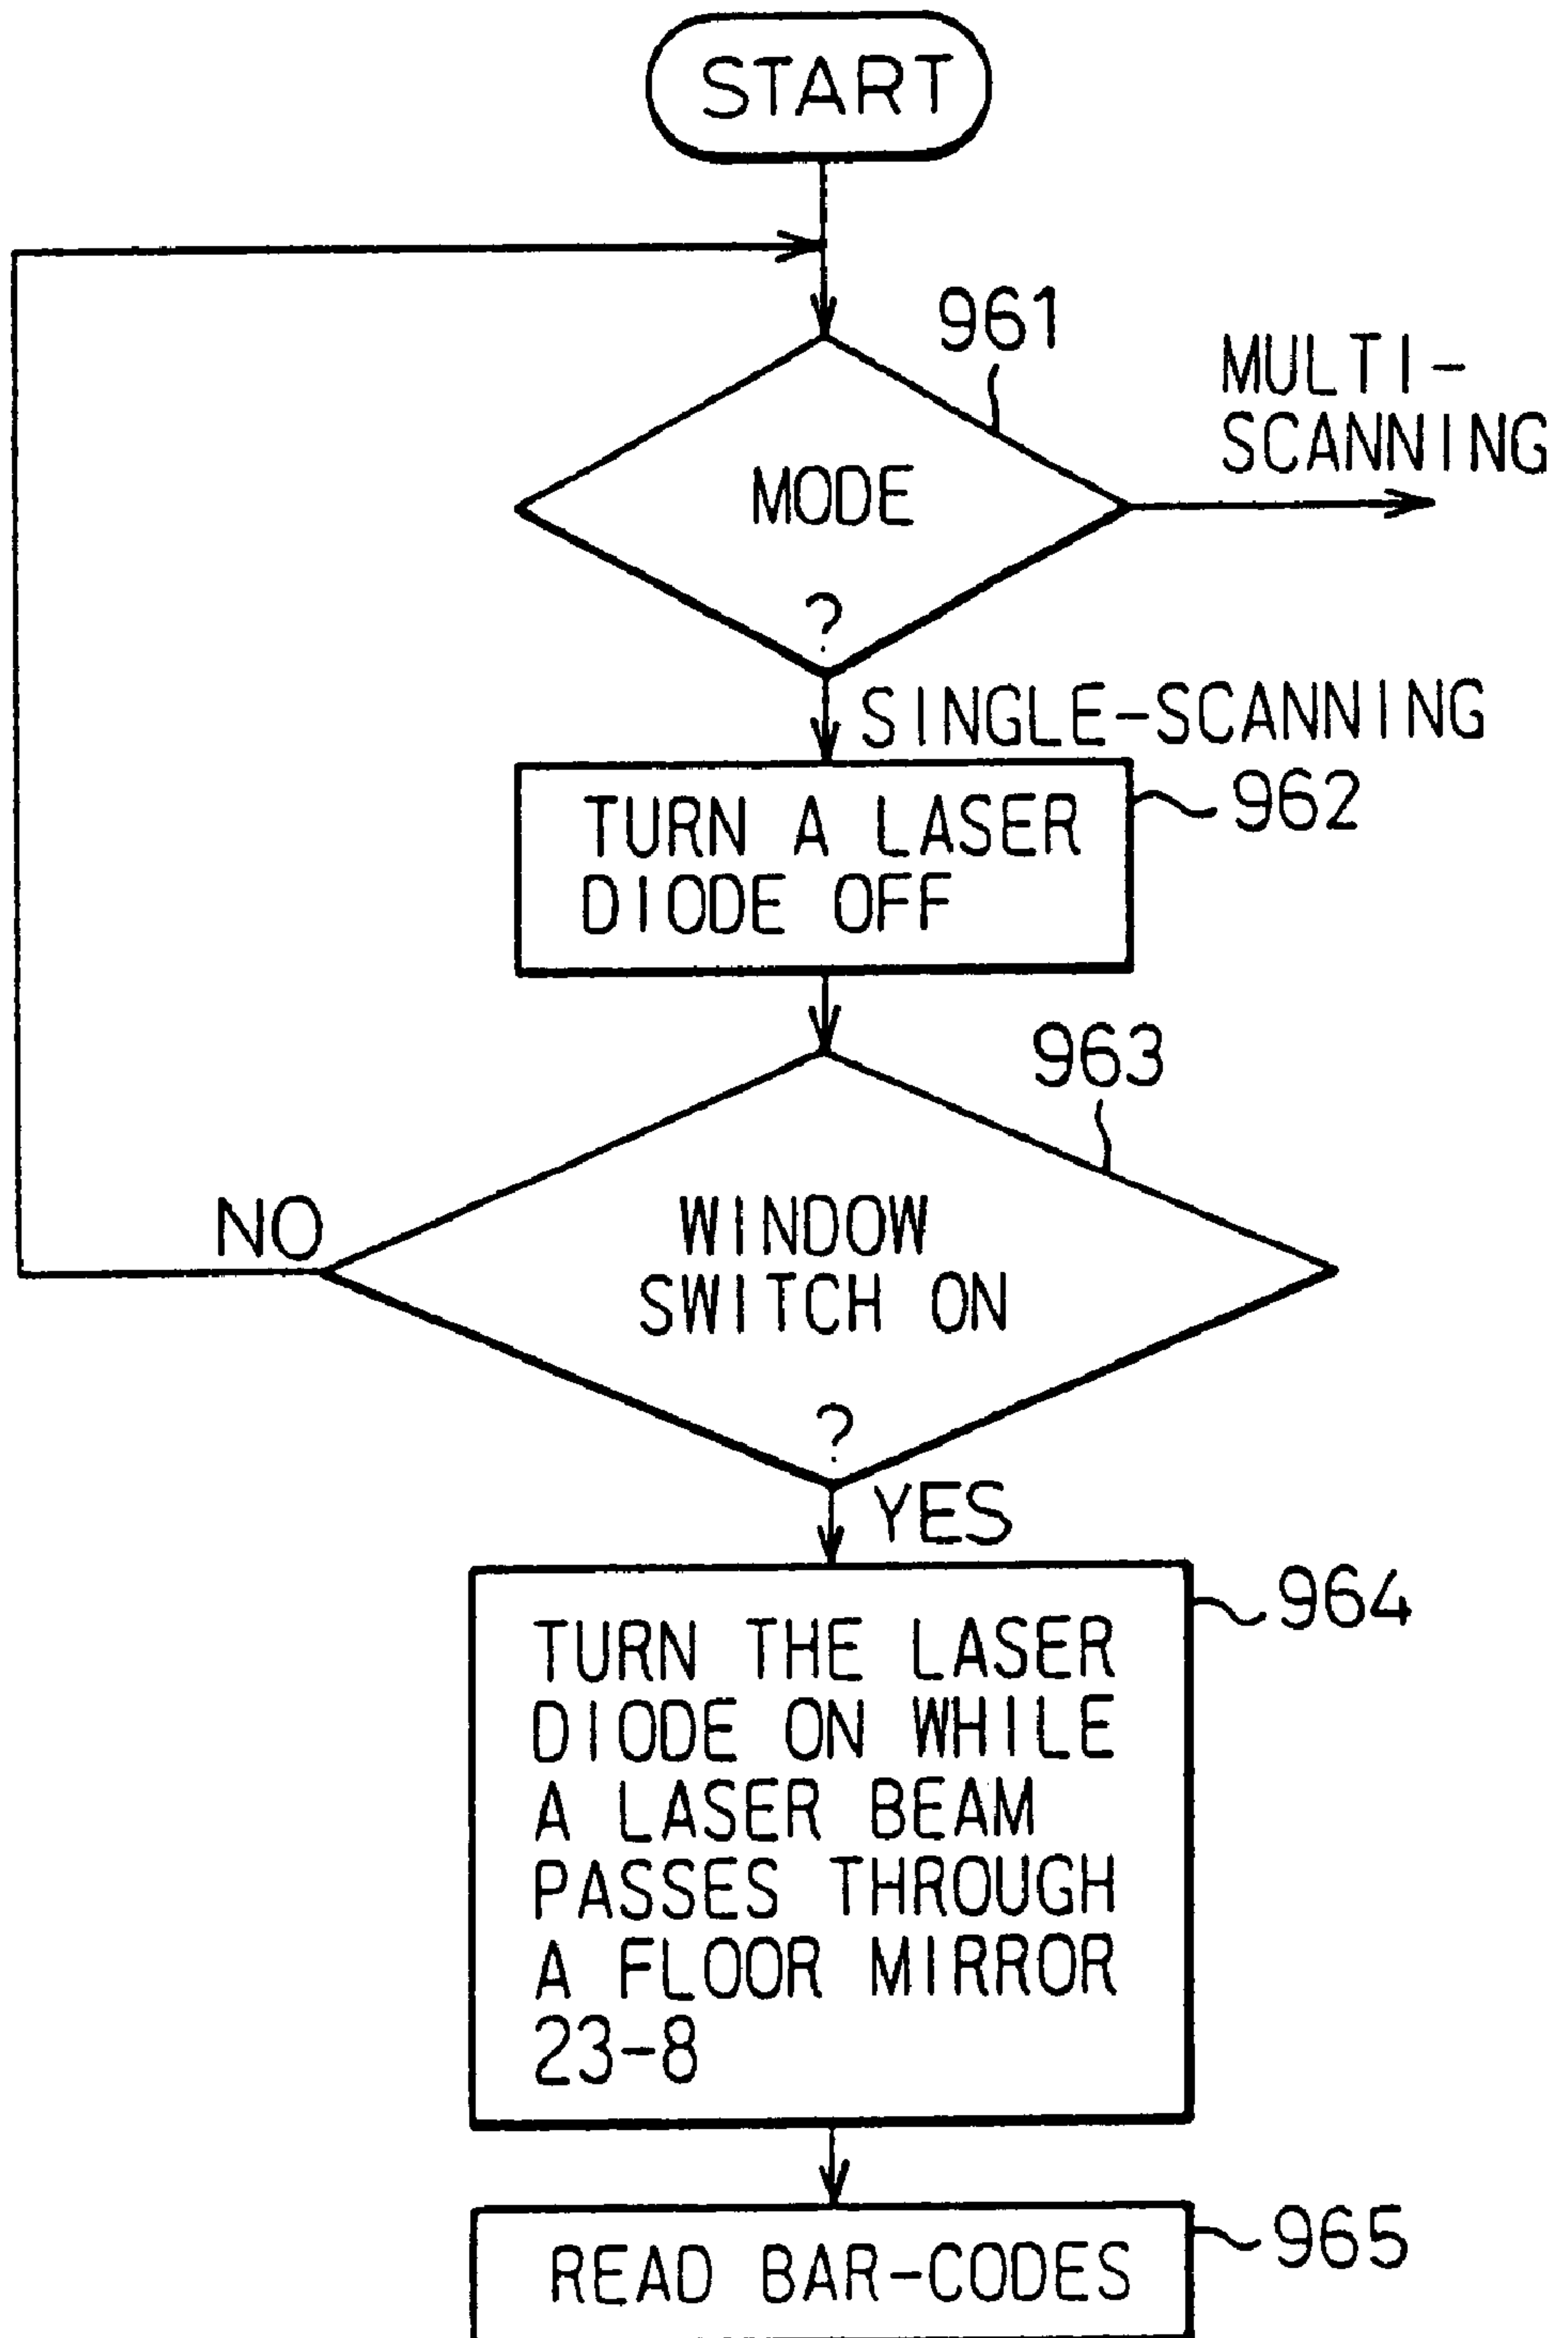 START
961
MULTI-
SCANNING
MODE
?
SINGLE-SCANNING
962
TURN A LASER
DIODE OFF
963
NO
WINDOW
SWITCH ON
?
YES
964
TURN THE LASER
DIODE ON WHILE
A LASER BEAM
PASSES THROUGH
A FLOOR MIRROR
23-8
965
READ BAR-CODES